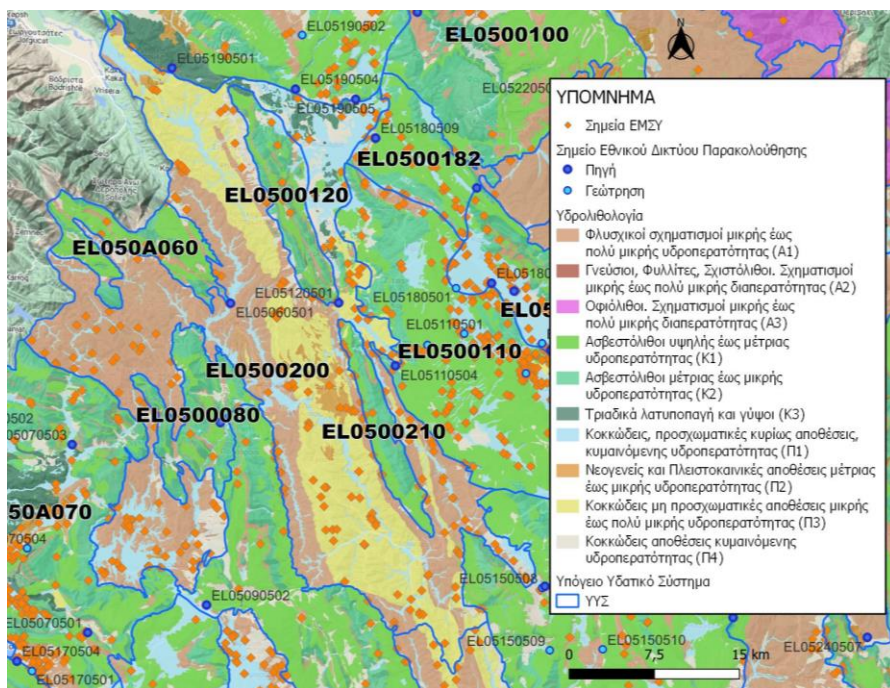 EL05190502
EL0500100
EL05190501
EL05190504
EL05190505
EL05180509
EL0500182
EL0500120
EL050A060
EL05120501
EL05060501
EL05180501
EL05110501
EL0500110
EL05110504
EL0500200
EL0500080
EL0500210
05070503
50A070
EL05090502
EL05070501
EL05170504
EL05170501
EL05150508
EL05150509
EL05150510
EL05240507
N
ΥΠΟΜΝΗΜΑ
Σημεία ΕΜΣΥ
Σημείο Εθνικού Δικτύου Παρακολούθησης
Πηγή
Γεώτρηση
Υδρολιθολογία
Φλυσχικοί σχηματισμοί μικρής έως
πολύ μικρής υδροπερατότητας (Α1)
Γνεύσιοι, Φυλλίτες, Σχιστόλιθοι. Σχηματισμοί
μικρής έως πολύ μικρής διαπερατότητας (Α2)
Οφιόλιθοι. Σχηματισμοί μικρής έως
πολύ μικρής διαπερατότητας (Α3)
Ασβεστόλιθοι υψηλής έως μέτριας
υδροπερατότητας (Κ1)
Ασβεστόλιθοι μέτριας έως μικρής
υδροπερατότητας (Κ2)
Τριαδικά λατυποπαγή και γύψοι (Κ3)
Κοκκώδεις, προσχωματικές κυρίως αποθέσεις,
κυμαινόμενης υδροπερατότητας (Π1)
Νεογενείς και Πλειστοκαινικές αποθέσεις μέτριας
έως μικρής υδροπερατότητας (Π2)
Κοκκώδεις μη προσχωματικές αποθέσεις μικρής
έως πολύ μικρής υδροπερατότητας (Π3)
Κοκκώδεις αποθέσεις κυμαινόμενης
υδροπερατότητας (Π4)
Υπόγειο Υδατικό Σύστημα
ΥΥΣ
0 7,5 15 km